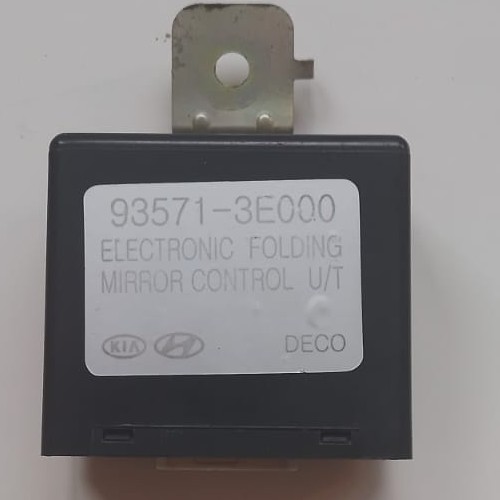 93571-3E000
ELECTRONIC FOLDING
MIRROR CONTROL U/T
KIA DECO